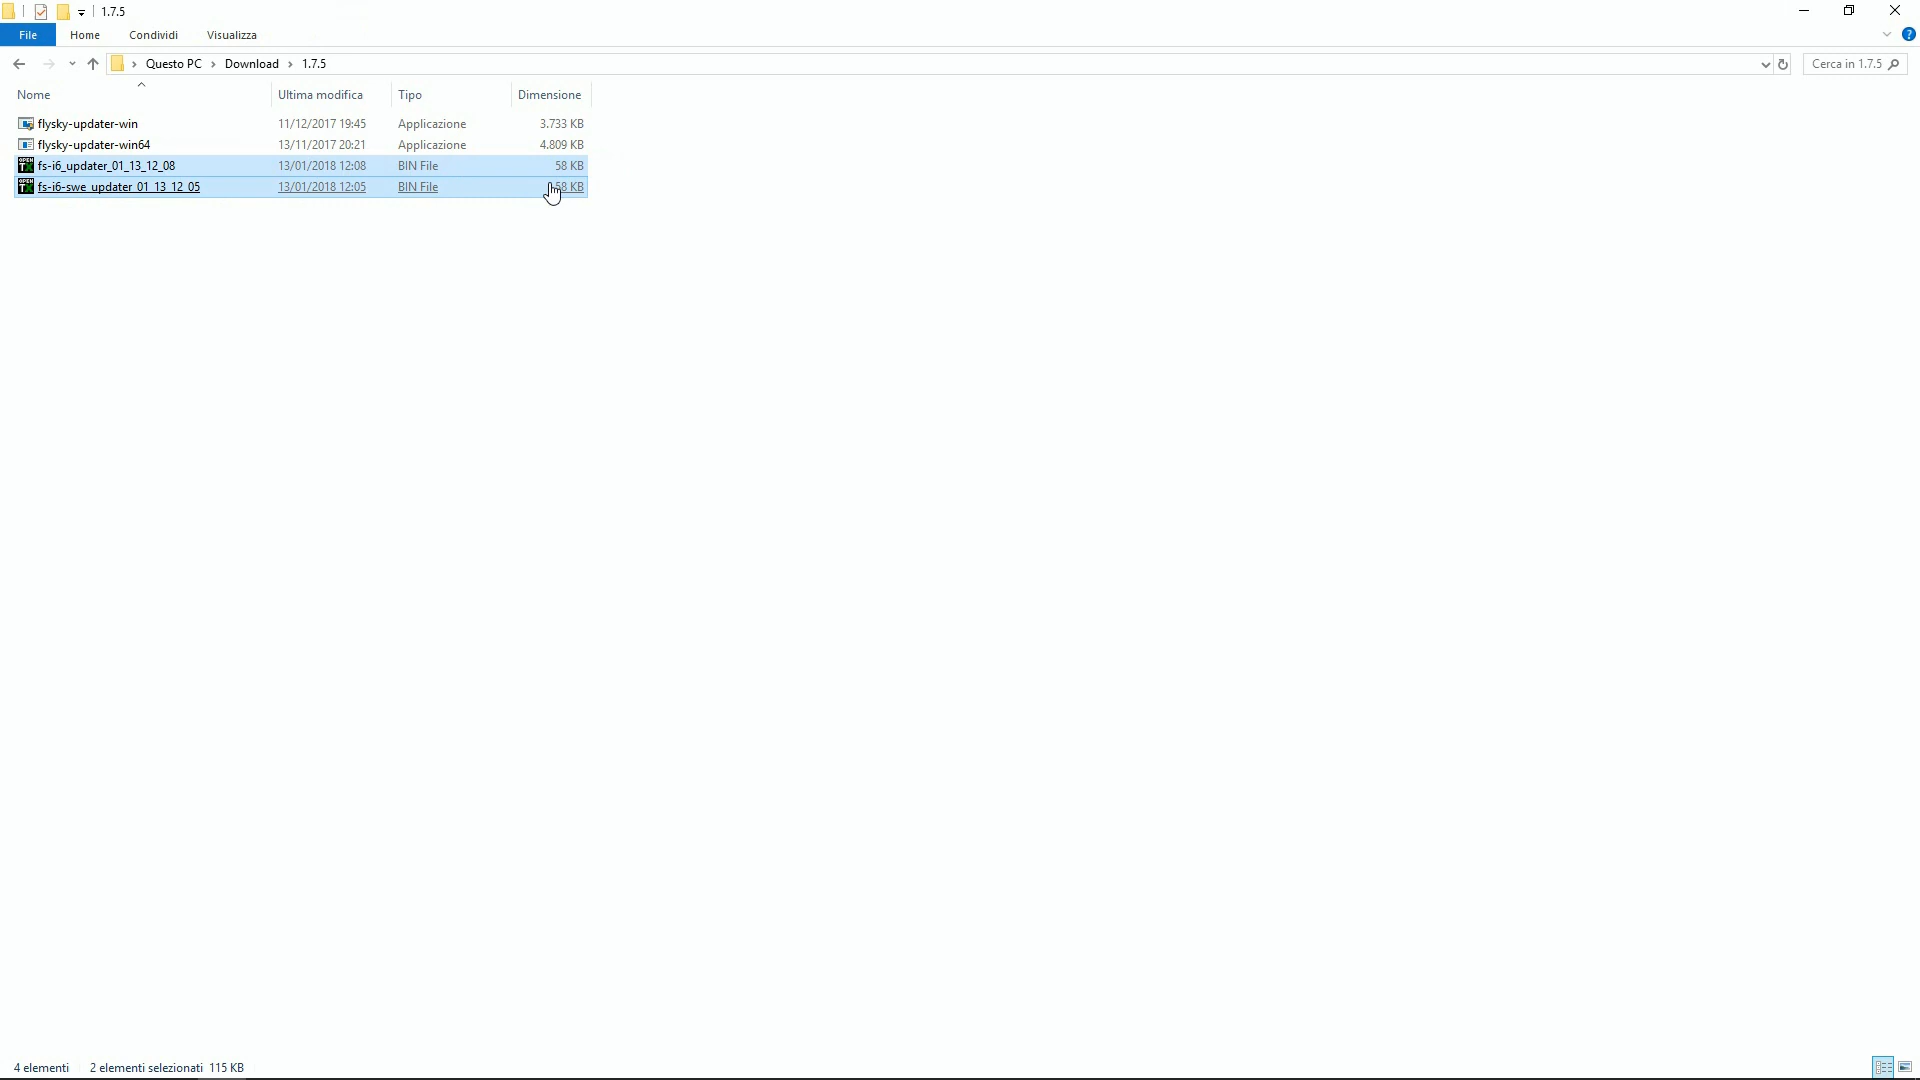 1.7.5
File Home Condividi Visualizza
Questo PC Download 1.7.5 Cerca in 1.7.5
Nome Ultima modifica Tipo Dimensione
flysky-updater-win 11/12/2017 19:45 Applicazione 3.733 KB
flysky-updater-win64 13/11/2017 20:21 Applicazione 4.809 KB
fs-i6_updater_01_13_12_08 13/01/2018 12:08 BIN File 58 KB
fs-i6-swe_updater_01_13_12_05 13/01/2018 12:05 BIN File 58 KB
4 elementi 2 elementi selezionati 115 KB